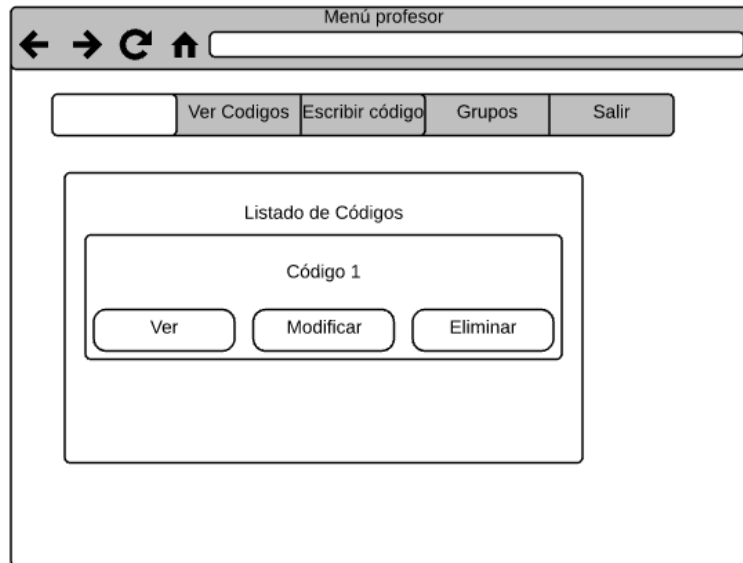 Menú profesor
Ver Codigos
Escribir código
Grupos
Salir
Listado de Códigos
Código 1
Ver
Modificar
Eliminar